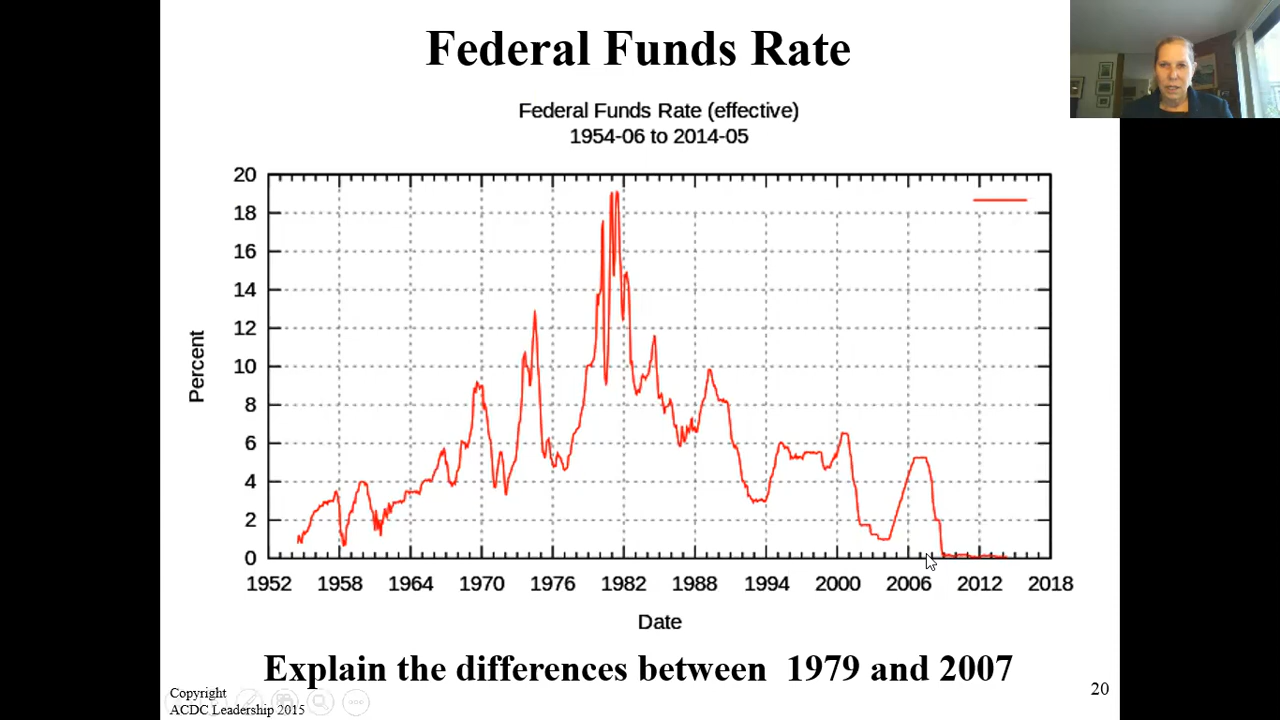 Federal Funds Rate
Federal Funds Rate (effective)
1954-06 to 2014-05
20
18
16
14
12
10
8
6
4
2
0
Percent
1952 1958 1964 1970 1976 1982 1988 1994 2000 2006 2012 2018
Date
Explain the differences between 1979 and 2007
Copyright
ACDC Leadership 2015
20